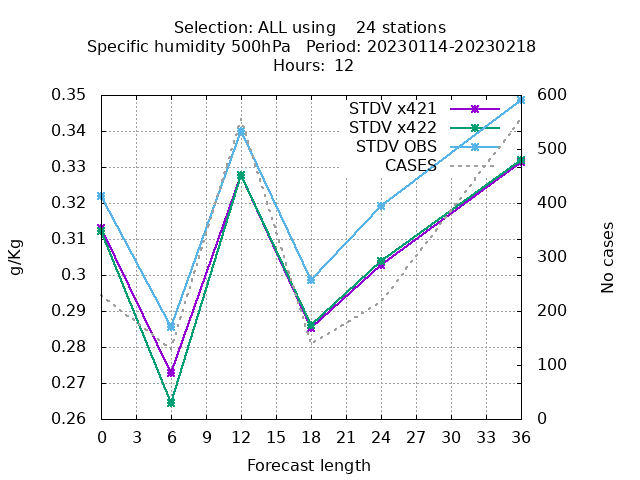 Selection: ALL using    24 stations
Specific humidity 500hPa   Period: 20230114-20230218
Hours:  12
0.35
0.34
0.33
0.32
0.31
0.3
0.29
0.28
0.27
0.26
g/Kg
STDV x421
STDV x422
STDV OBS
CASES
600
500
400
300
200
100
0
No cases
0 3 6 9 12 15 18 21 24 27 30 33 36
Forecast length